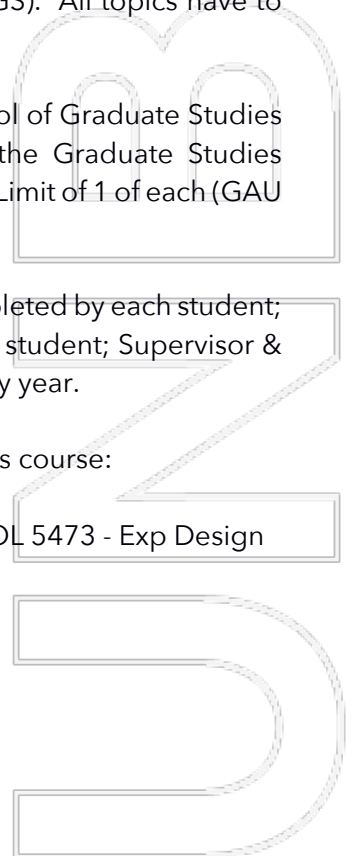 GS). All topics have to
ol of Graduate Studies
the Graduate Studies
Limit of 1 of each (GAU
pleted by each student;
student; Supervisor &
y year.
s course:
OL 5473 - Exp Design
UNB